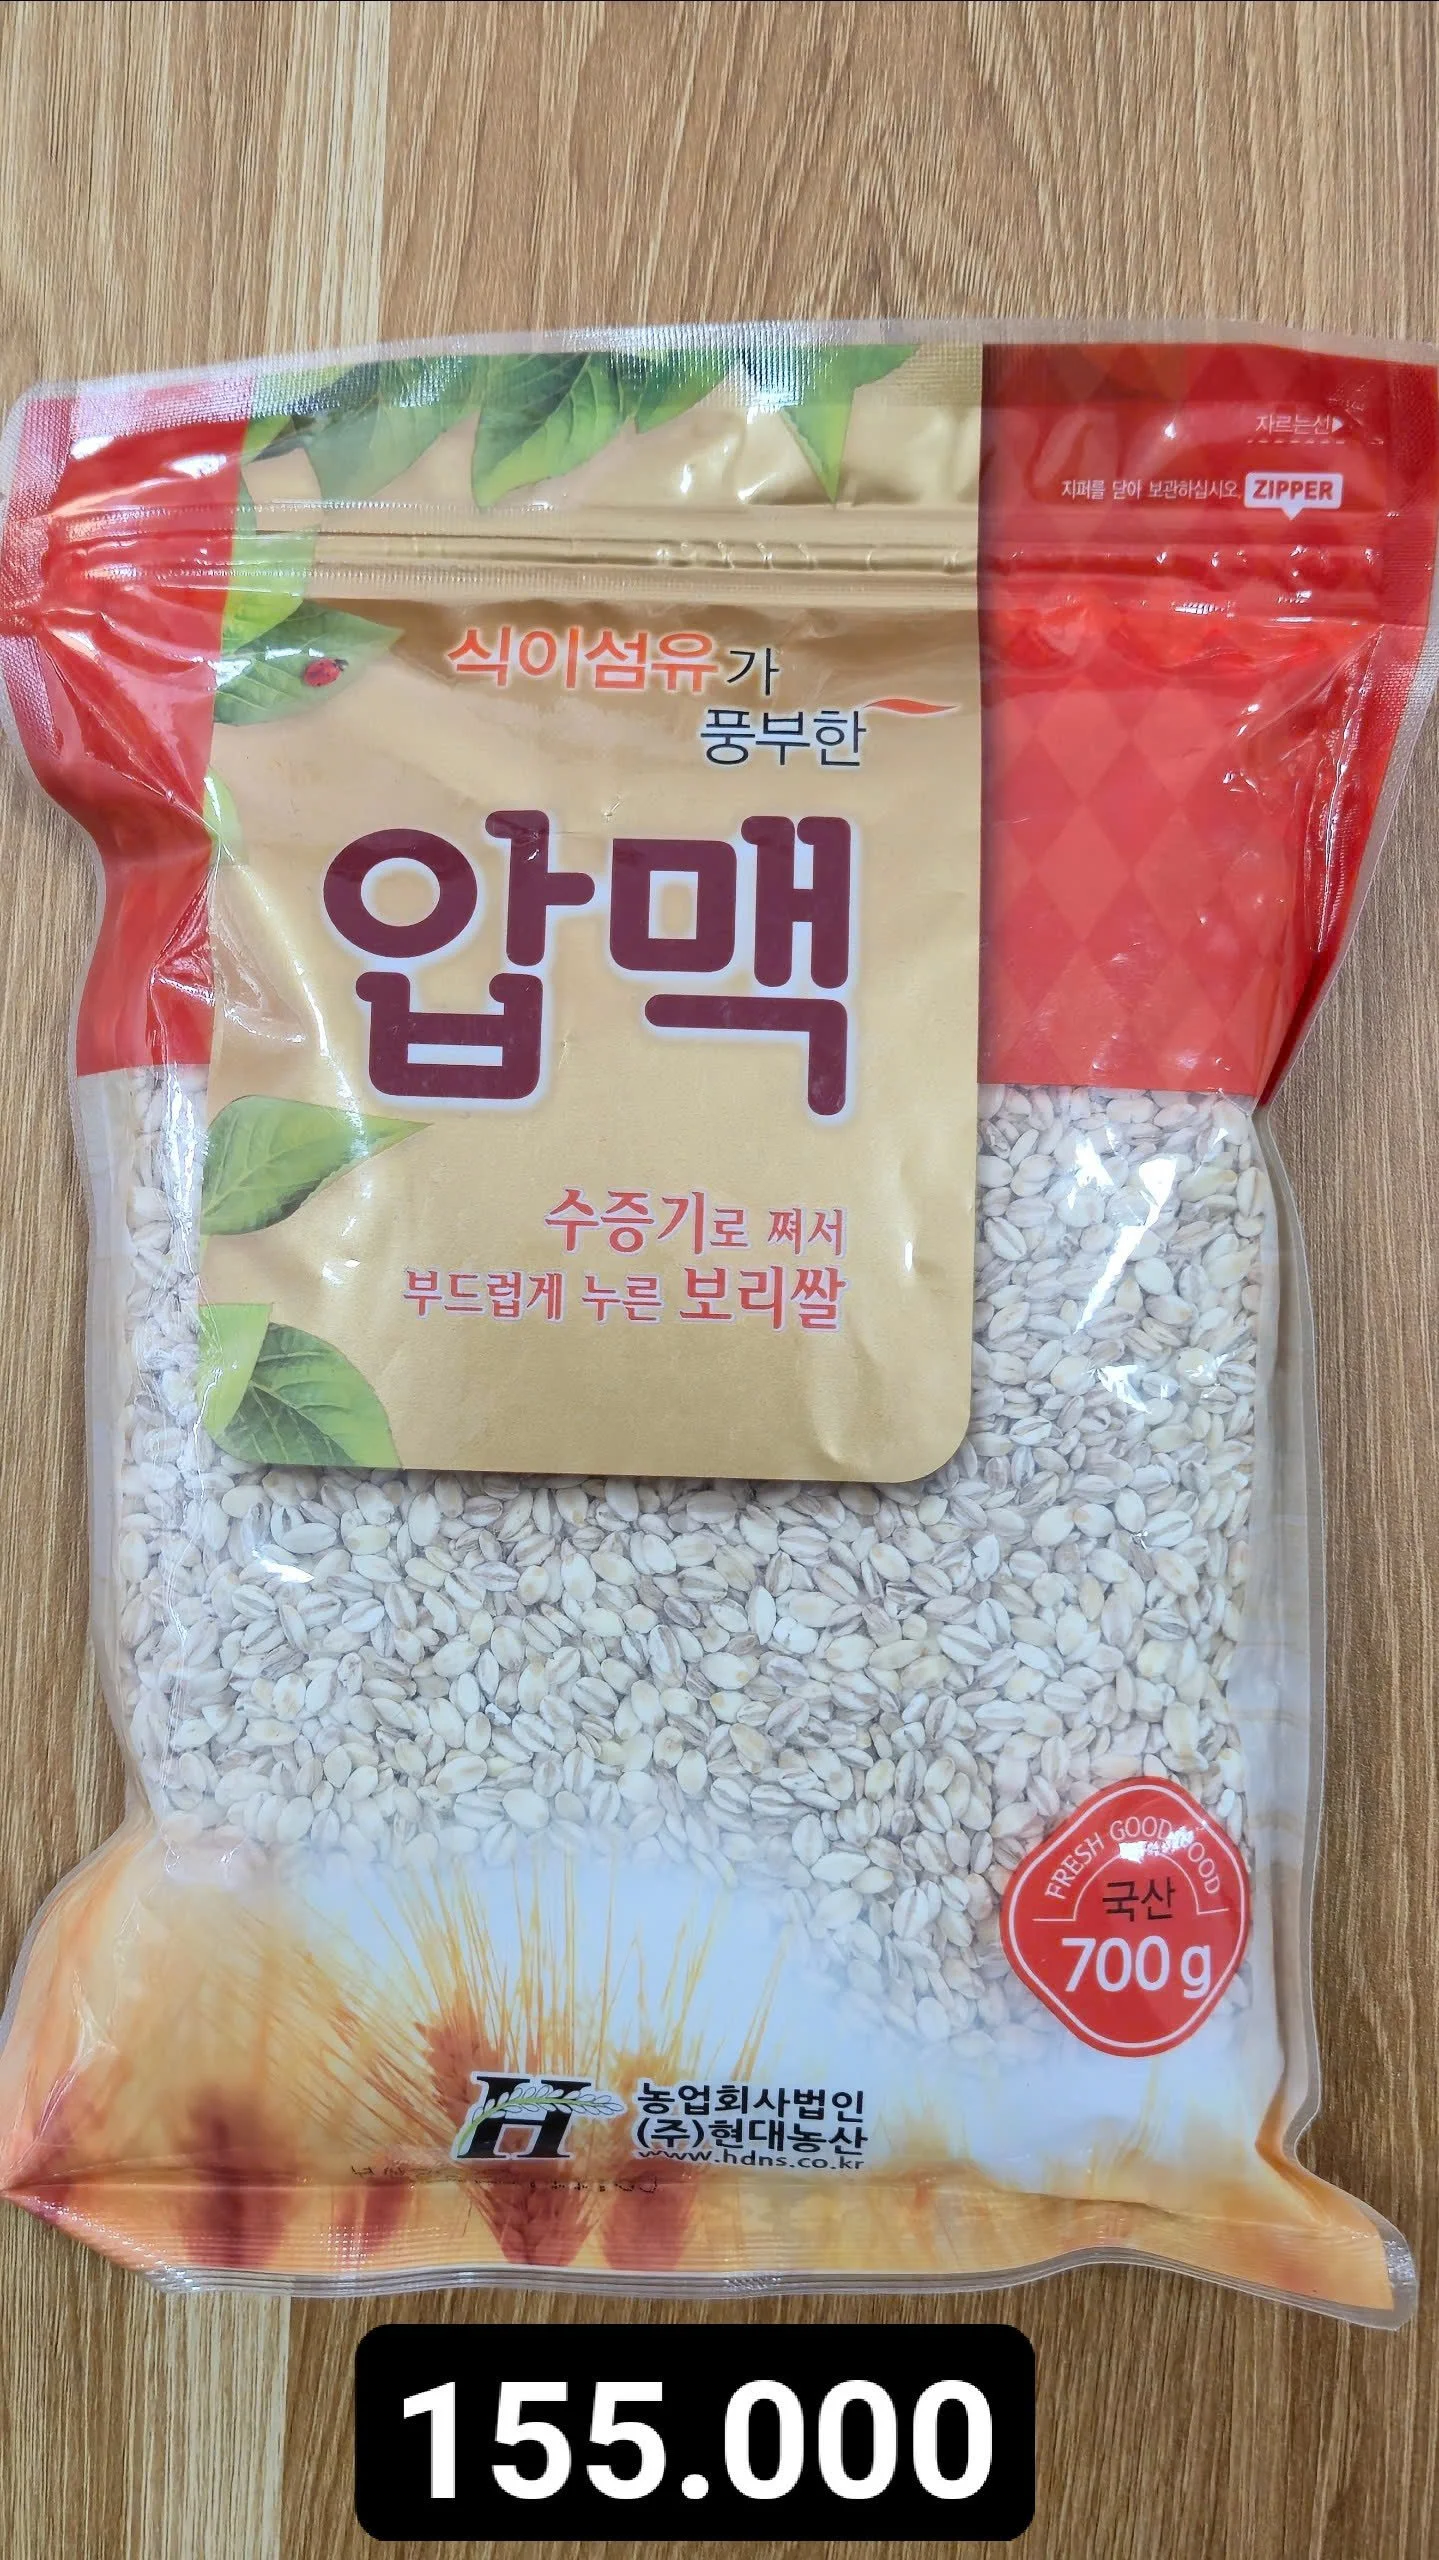 자르는선▶
지퍼를 닫아 보관하십시오. ZIPPER
식이섬유가
풍부한
압맥
수증기로 쪄서
부드럽게 누른 보리쌀
FRESH GOOD FOOD
국산
700g
H 농업회사법인
(주)현대농산
www.hdns.co.kr
155.000